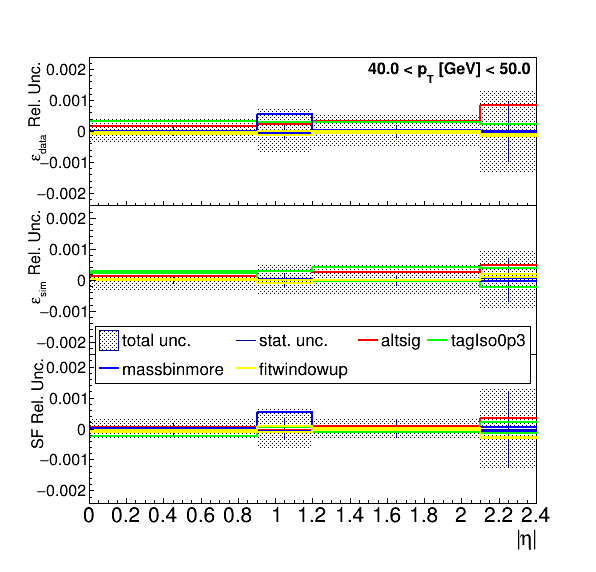 40.0 < p_T [GeV] < 50.0
ε_data Rel. Unc.
0.002
0.001
0
−0.001
−0.002
ε_sim Rel. Unc.
0.002
0.001
0
−0.001
−0.002
total unc. stat. unc. altsig tagIso0p3
massbinmore fitwindowup
SF Rel. Unc.
0.002
0.001
0
−0.001
−0.002
0 0.2 0.4 0.6 0.8 1 1.2 1.4 1.6 1.8 2 2.2 2.4
|η|